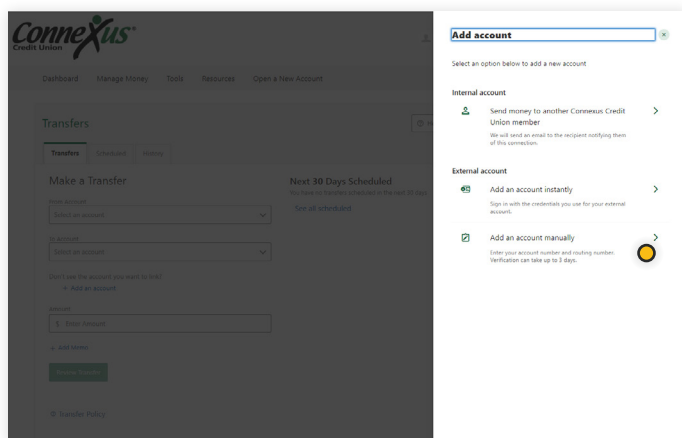 Connexus
Credit Union
Dashboard Manage Money Tools Resources Open a New Account
Transfers
Transfers Scheduled History
Make a Transfer
From account
Select an account
To account
Select an account
Don't see the account you want to link?
+ Add an account
Amount
$ Enter Amount
+ Add Memo
Review Transfer
Transfer Policy
Next 30 Days Scheduled
You have no transfers scheduled in the next 30 days.
See all scheduled
Add account
Select an option below to add a new account
Internal account
Send money to another Connexus Credit
Union member
We will send an email to the recipient notifying them
of this connection.
External account
Add an account instantly
Sign in with the credentials you use for your external
account.
Add an account manually
Enter your account number and routing number.
Verification can take up to 3 days.